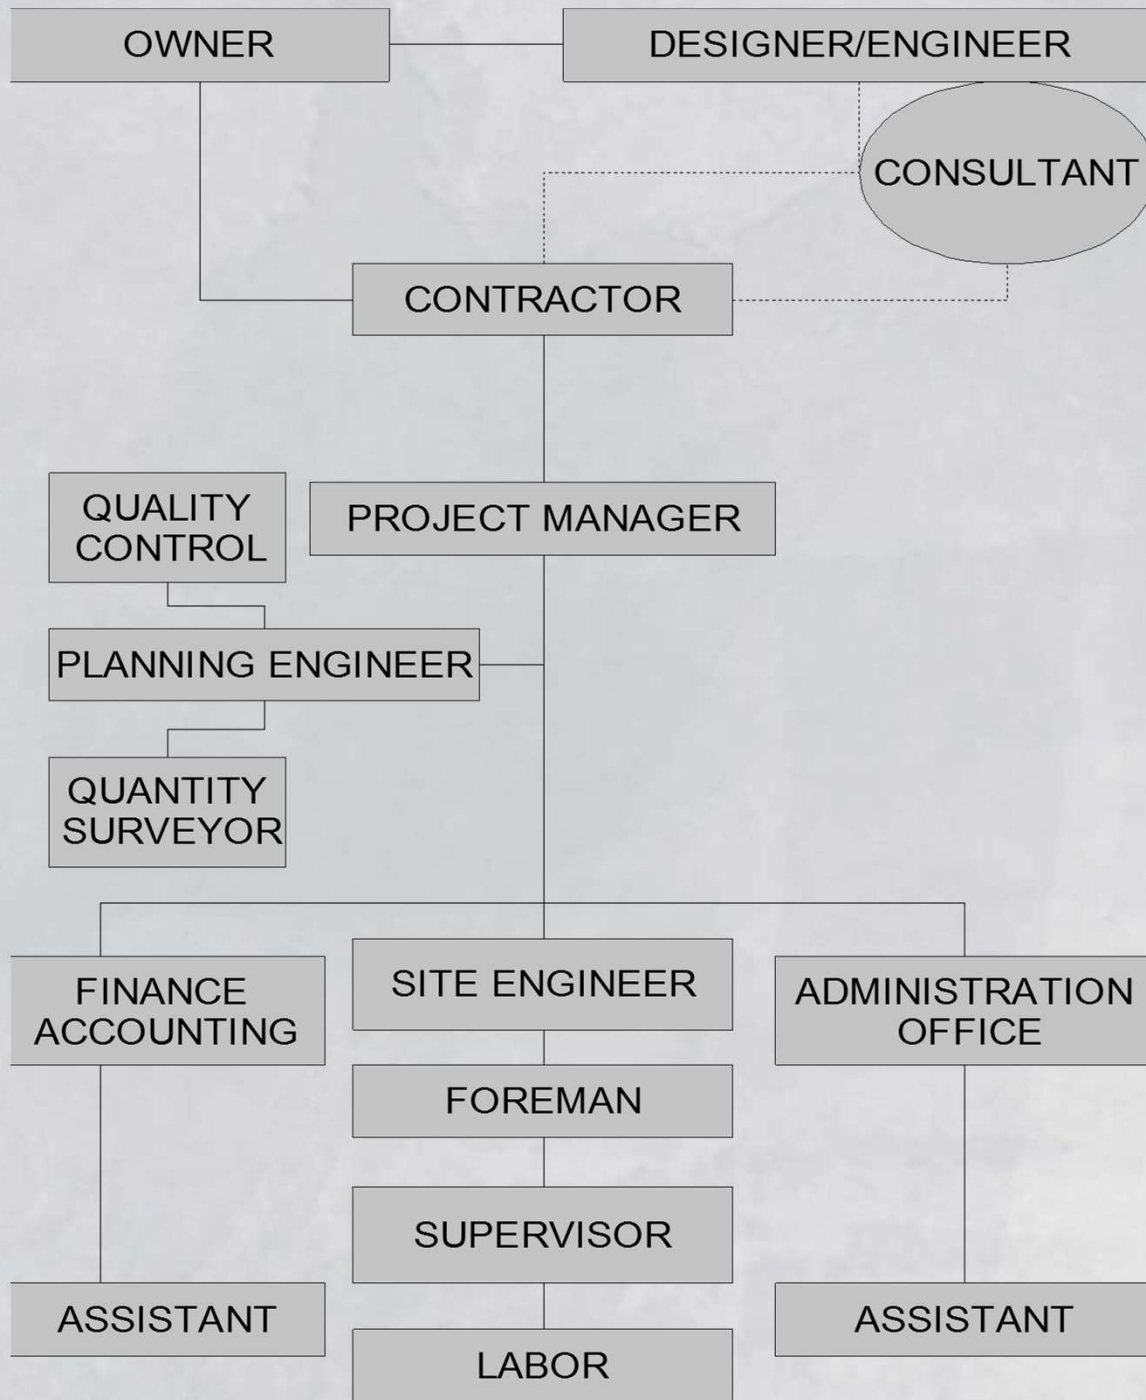 OWNER
DESIGNER/ENGINEER
CONSULTANT
CONTRACTOR
QUALITY
CONTROL
PROJECT MANAGER
PLANNING ENGINEER
QUANTITY
SURVEYOR
FINANCE
ACCOUNTING
SITE ENGINEER
ADMINISTRATION
OFFICE
FOREMAN
SUPERVISOR
ASSISTANT
ASSISTANT
LABOR